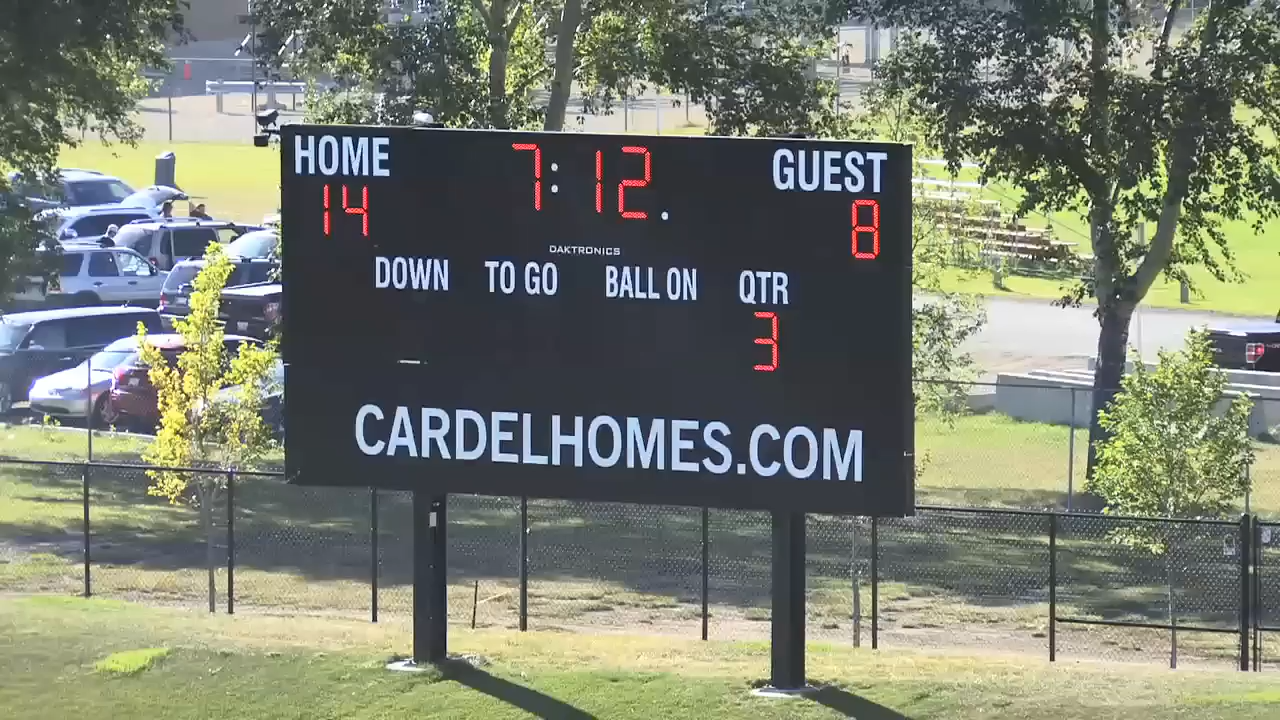 HOME 7:12. GUEST
14 8
DAKTRONICS
DOWN TO GO BALL ON QTR
3
CARDELHOMES.COM